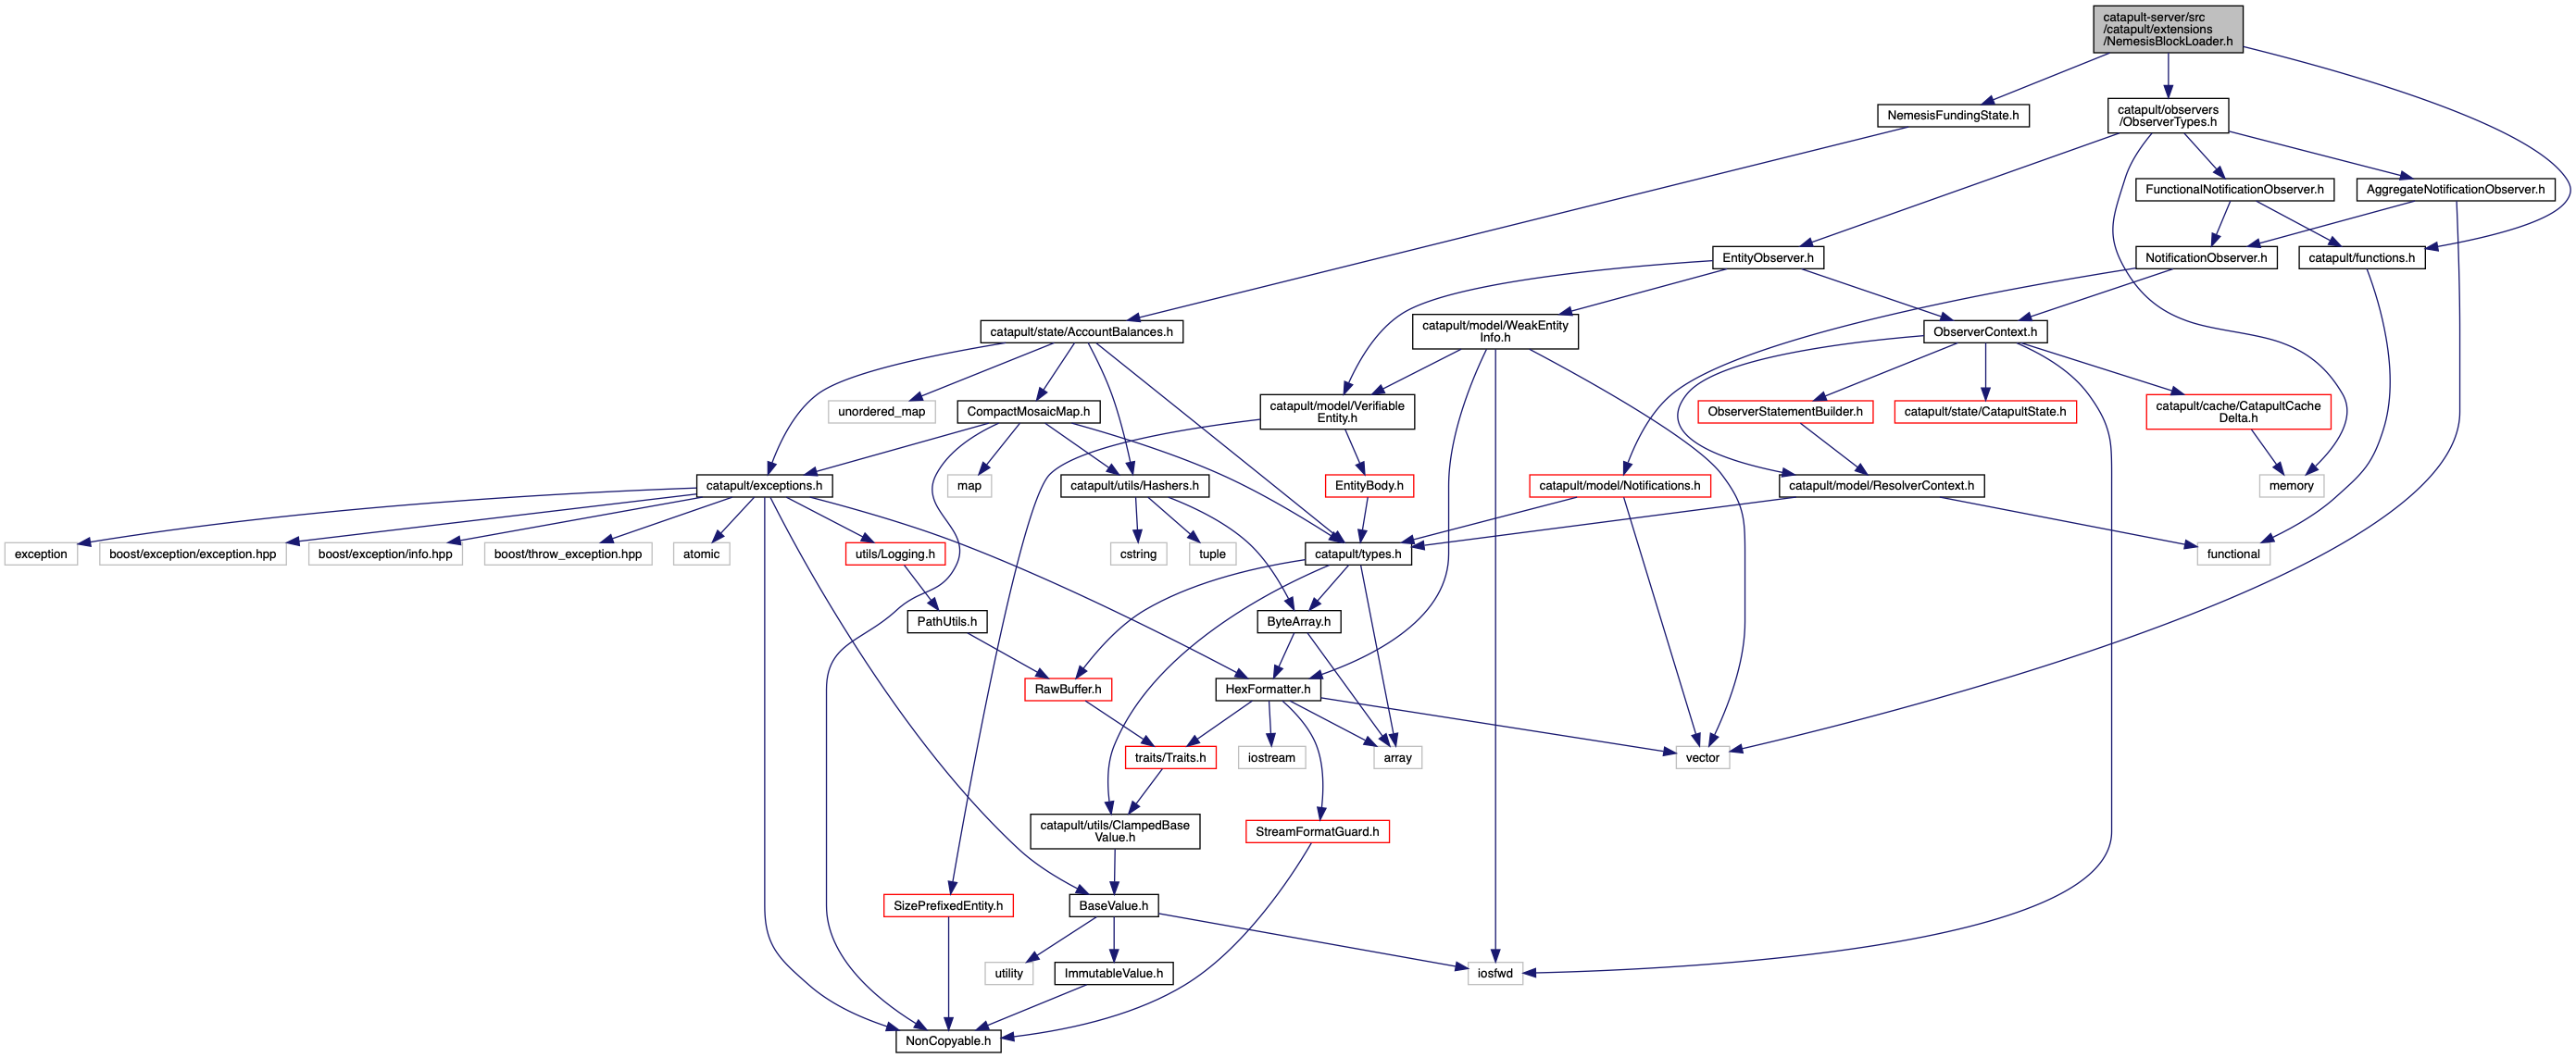 catapult-server/src
/catapult/extensions
/NemesisBlockLoader.h
NemesisFundingState.h
catapult/observers
/ObserverTypes.h
FunctionalNotificationObserver.h
AggregateNotificationObserver.h
EntityObserver.h
NotificationObserver.h
catapult/functions.h
catapult/state/AccountBalances.h
catapult/model/WeakEntity
Info.h
ObserverContext.h
unordered_map
CompactMosaicMap.h
catapult/model/Verifiable
Entity.h
ObserverStatementBuilder.h
catapult/state/CatapultState.h
catapult/cache/CatapultCache
Delta.h
catapult/exceptions.h
map
catapult/utils/Hashers.h
EntityBody.h
catapult/model/Notifications.h
catapult/model/ResolverContext.h
memory
exception
boost/exception/exception.hpp
boost/exception/info.hpp
boost/throw_exception.hpp
atomic
utils/Logging.h
cstring
tuple
catapult/types.h
functional
PathUtils.h
ByteArray.h
RawBuffer.h
HexFormatter.h
traits/Traits.h
iostream
array
vector
catapult/utils/ClampedBase
Value.h
StreamFormatGuard.h
SizePrefixedEntity.h
BaseValue.h
utility
ImmutableValue.h
iosfwd
NonCopyable.h